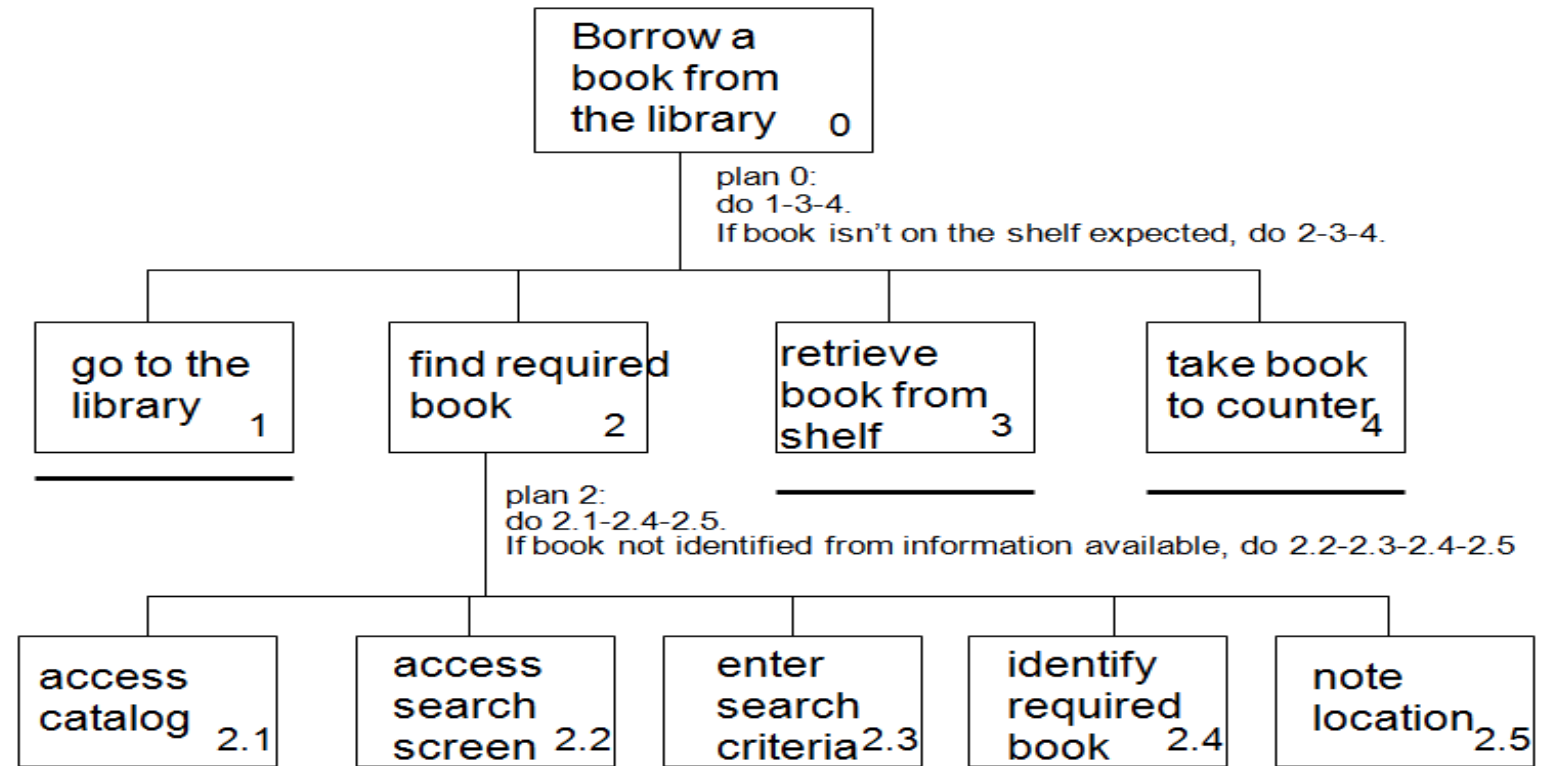 Borrow a
book from
the library 0
plan 0:
do 1-3-4.
If book isn't on the shelf expected, do 2-3-4.
go to the
library 1
find required
book 2
retrieve
book from
shelf 3
take book
to counter 4
plan 2:
do 2.1-2.4-2.5.
If book not identified from information available, do 2.2-2.3-2.4-2.5
access
catalog 2.1
access
search
screen 2.2
enter
search
criteria 2.3
identify
required
book 2.4
note
location 2.5